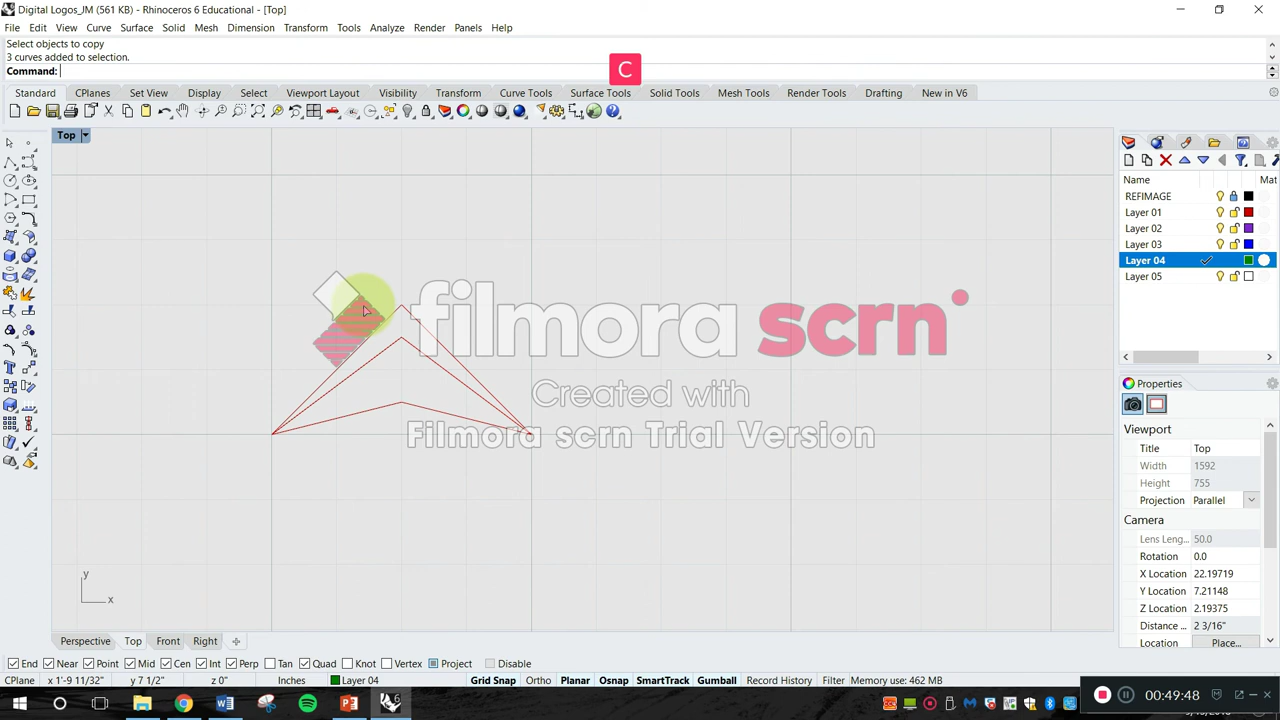 Digital Logos_JM (561 KB) - Rhinoceros 6 Educational - [Top]
File Edit View Curve Surface Solid Mesh Dimension Transform Tools Analyze Render Panels Help
Select objects to copy
3 curves added to selection.
Command:
C
Standard CPlanes Set View Display Select Viewport Layout Visibility Transform Curve Tools Surface Tools Solid Tools Mesh Tools Render Tools Drafting New in V6
Top
Name Mat
REFIMAGE
Layer 01
Layer 02
Layer 03
Layer 04
Layer 05
filmora scrn
Created with
Filmora scrn Trial Version
Properties
Viewport
Title Top
Width 1592
Height 755
Projection Parallel
Camera
Lens Leng... 50.0
Rotation 0.0
X Location 22.19719
Y Location 7.21148
Z Location 2.19375
Distance ... 2 3/16"
Location Place...
y
x
Perspective Top Front Right
End Near Point Mid Cen Int Perp Tan Quad Knot Vertex Project Disable
CPlane x 1'-9 11/32" y 7 1/2" z 0" Inches Layer 04 Grid Snap Ortho Planar Osnap SmartTrack Gumball Record History Filter Memory use: 462 MB
00:49:48